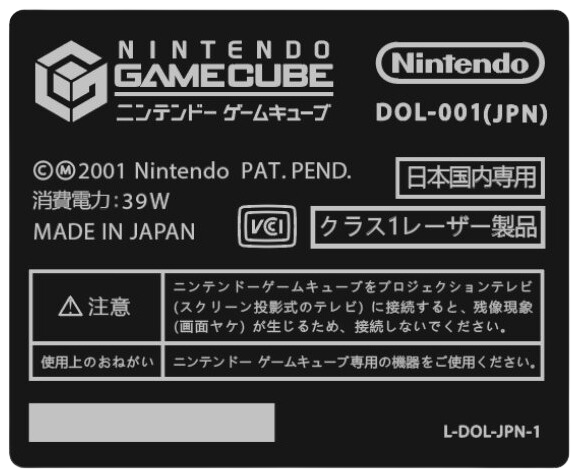 NINTENDO
GAMECUBE
ニンテンドー ゲームキューブ
Nintendo
DOL-001(JPN)
©Ⓜ2001 Nintendo PAT. PEND.
消費電力:39W
MADE IN JAPAN
VCI
日本国内専用
クラス1レーザー製品
⚠注意
ニンテンドーゲームキューブをプロジェクションテレビ
(スクリーン投影式のテレビ) に接続すると、残像現象
(画面ヤケ) が生じるため、接続しないでください。
使用上のおねがい
ニンテンドー ゲームキューブ専用の機器をご使用ください。
L-DOL-JPN-1